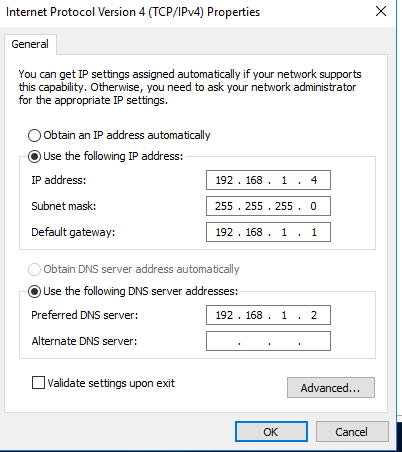 Internet Protocol Version 4 (TCP/IPv4) Properties
General
You can get IP settings assigned automatically if your network supports
this capability. Otherwise, you need to ask your network administrator
for the appropriate IP settings.
Obtain an IP address automatically
Use the following IP address:
IP address: 192 . 168 . 1 . 4
Subnet mask: 255 . 255 . 255 . 0
Default gateway: 192 . 168 . 1 . 1
Obtain DNS server address automatically
Use the following DNS server addresses:
Preferred DNS server: 192 . 168 . 1 . 2
Alternate DNS server: . . .
Validate settings upon exit
Advanced...
OK Cancel